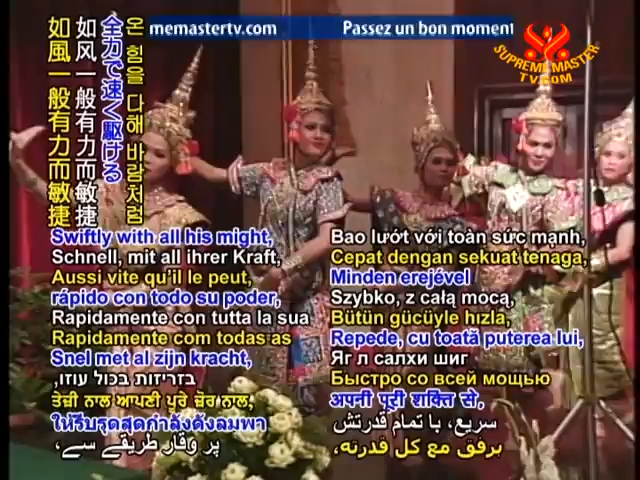 memastertv.com
Passez un bon moment
SUPREME MASTER
TV.COM
如風一般有力而敏捷
如风一般有力而敏捷
全力で速く駆ける
온 힘을 다해 바람처럼
Swiftly with all his might,
Schnell, mit all ihrer Kraft,
Aussi vite qu'il le peut,
rápido con todo su poder,
Rapidamente con tutta la sua
Rapidamente com todas as
Snel met al zijn kracht,
בזריזות בכול עוזו,
ਤੇਜ਼ੀ ਨਾਲ ਆਪਣੀ ਪੂਰੇ ਜ਼ੋਰ ਨਾਲ,
ให้รีบรุดสุดกำลังดังลมพา
پر وقار طریقے سے،
Bao lướt với toàn sức mạnh,
Cepat dengan sekuat tenaga,
Minden erejével
Szybko, z całą mocą,
Bütün gücüyle hızla,
Repede, cu toată puterea lui,
Яг л салхи шиг
Быстро со всей мощью
अपनी पूरी शक्ति से,
سریع، با تمام قدرتش
برفق مع كل قدرته،